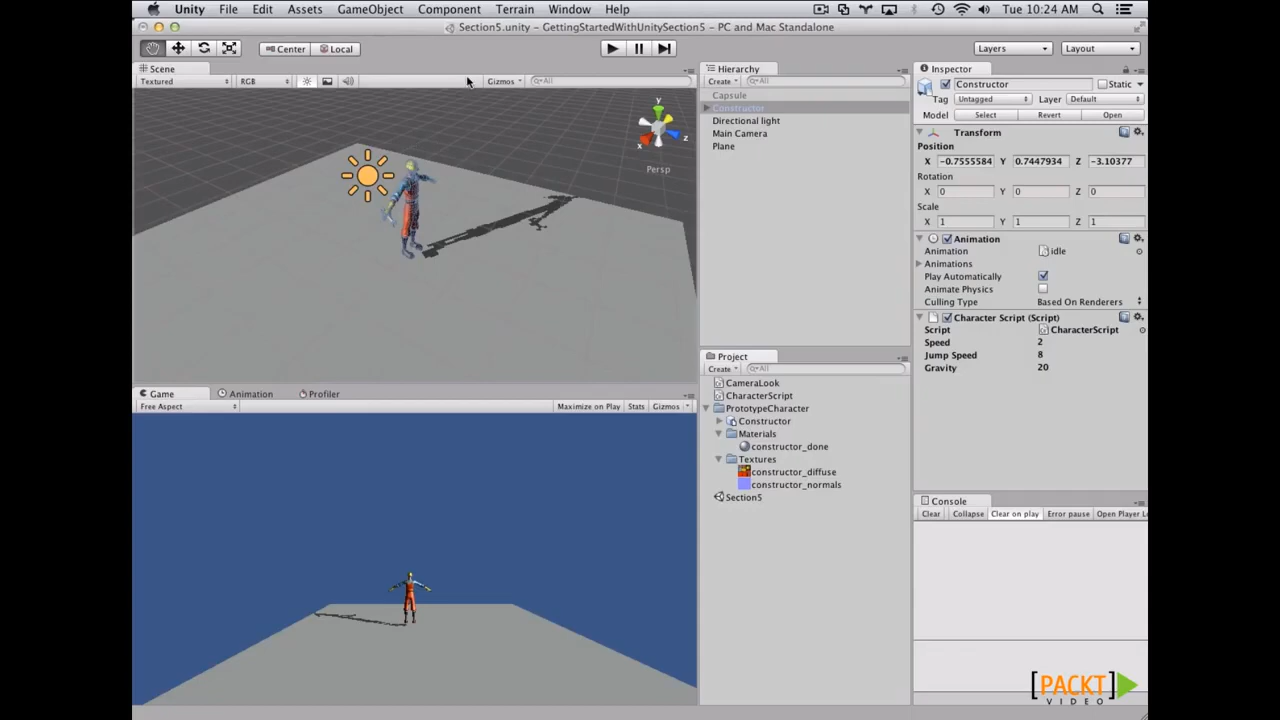 Unity File Edit Assets GameObject Component Terrain Window Help Tue 10:24 AM
Section5.unity – GettingStartedWithUnitySection5 – PC and Mac Standalone
Center Local Layers Layout
Scene
Textured RGB Gizmos All
y
x
z
Persp
Hierarchy
Create All
Capsule
Constructor
Directional light
Main Camera
Plane
Game Animation Profiler
Free Aspect Maximize on Play Stats Gizmos
Project
Create All
CameraLook
CharacterScript
PrototypeCharacter
Constructor
Materials
constructor_done
Textures
constructor_diffuse
constructor_normals
Section5
Inspector
Constructor Static
Tag Untagged Layer Default
Model Select Revert Open
Transform
Position
X -0.7555584 Y 0.7447934 Z -3.10377
Rotation
X 0 Y 0 Z 0
Scale
X 1 Y 1 Z 1
Animation
Animation idle
Animations
Play Automatically
Animate Physics
Culling Type Based On Renderers
Character Script (Script)
Script CharacterScript
Speed 2
Jump Speed 8
Gravity 20
Console
Clear Collapse Clear on play Error pause Open Player Lo
[PACKT]
VIDEO